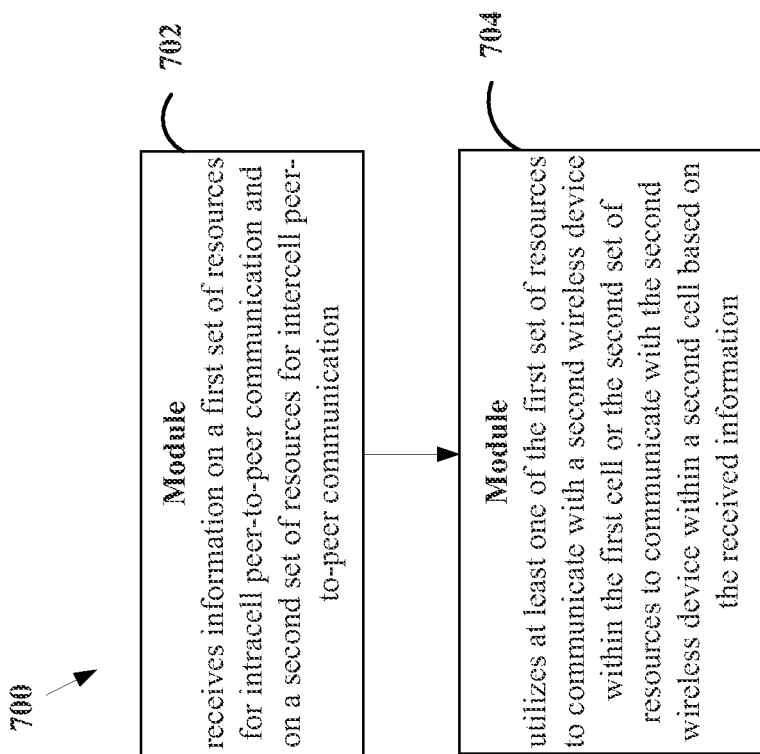 700
702
Module
receives information on a first set of resources
for intracell peer-to-peer communication and
on a second set of resources for intercell peer-
to-peer communication
704
Module
utilizes at least one of the first set of resources
to communicate with a second wireless device
within the first cell or the second set of
resources to communicate with the second
wireless device within a second cell based on
the received information